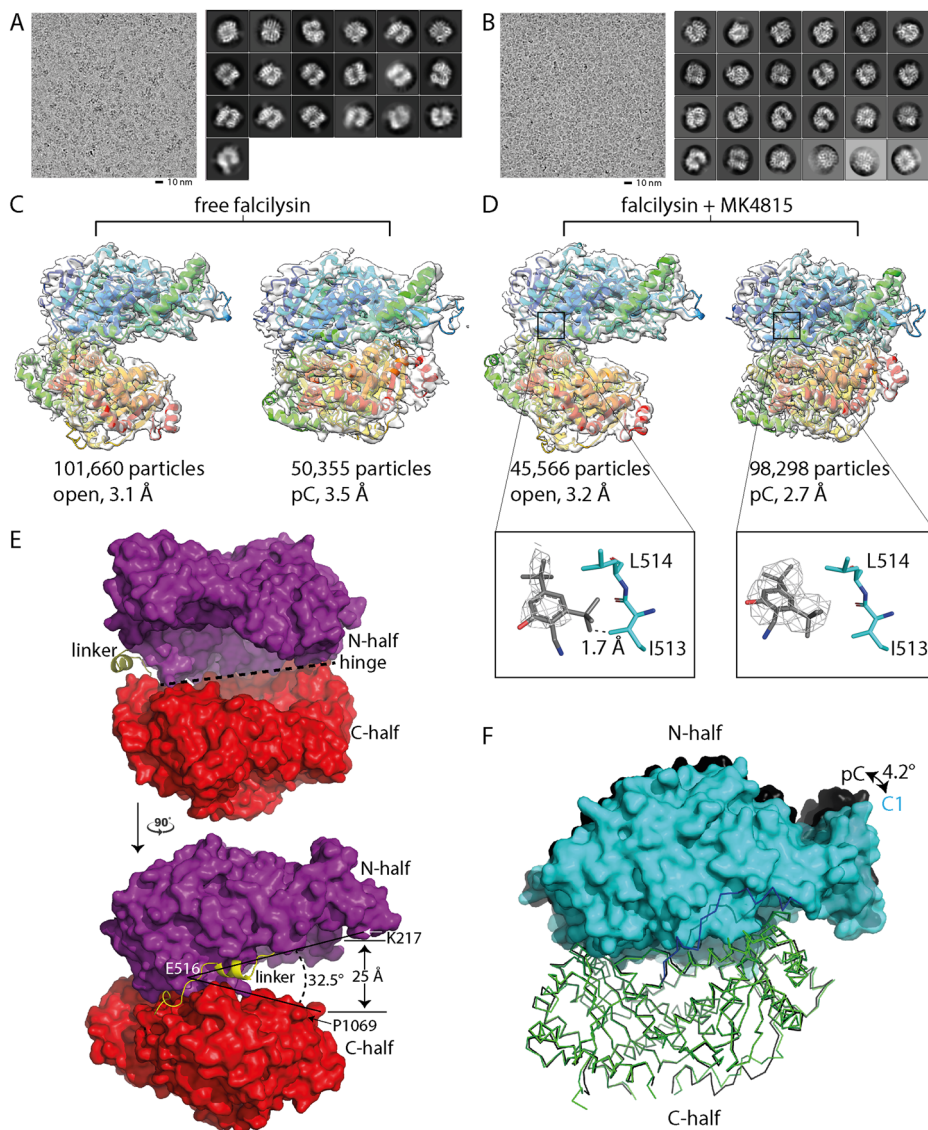 A
B
10 nm
10 nm
C
free falcilysin
D
falcilysin + MK4815
101,660 particles
open, 3.1 Å
50,355 particles
pC, 3.5 Å
45,566 particles
open, 3.2 Å
98,298 particles
pC, 2.7 Å
L514
1.7 Å
I513
L514
I513
E
N-half
linker
hinge
C-half
90°
N-half
K217
E516
linker
32.5°
25 Å
P1069
C-half
F
N-half
pC
4.2°
C1
C-half